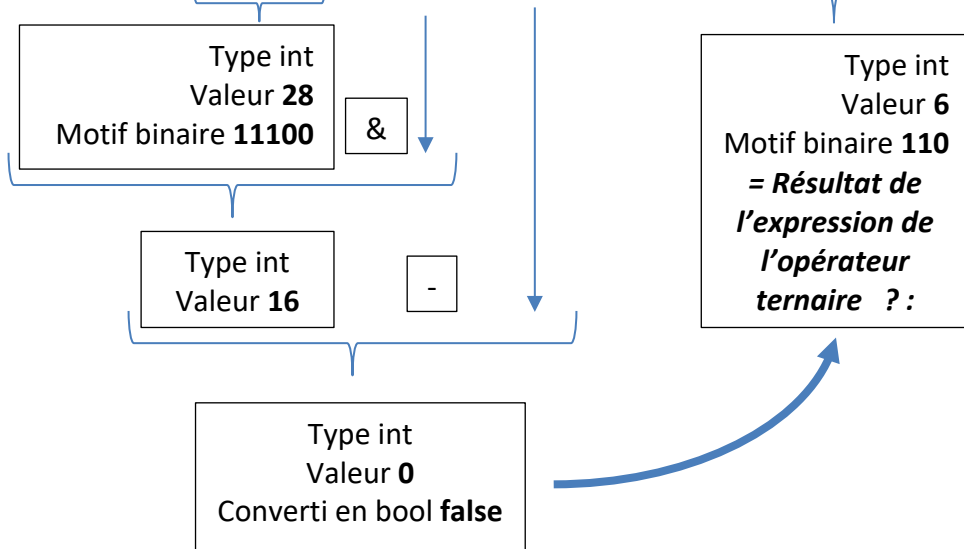 Type int
Valeur 28
Motif binaire 11100
&
Type int
Valeur 6
Motif binaire 110
= Résultat de
l’expression de
l’opérateur
ternaire ? :
Type int
Valeur 16
-
Type int
Valeur 0
Converti en bool false